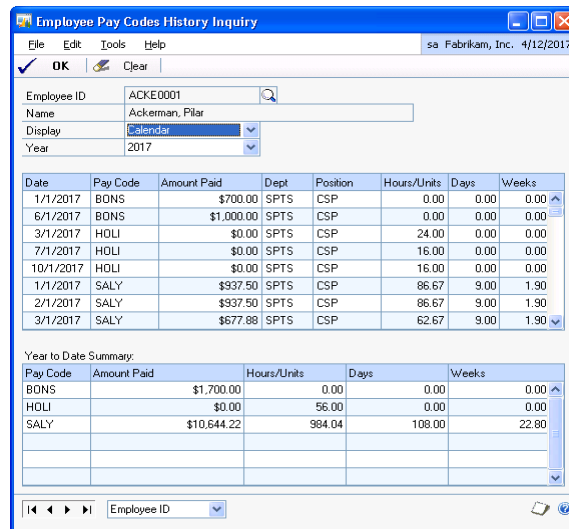 Employee Pay Codes History Inquiry
File Edit Tools Help sa Fabrikam, Inc. 4/12/2017
OK Clear
Employee ID ACKE0001
Name Ackerman, Pilar
Display Calendar
Year 2017
Date Pay Code Amount Paid Dept Position Hours/Units Days Weeks
1/1/2017 BONS $700.00 SPTS CSP 0.00 0.00 0.00
6/1/2017 BONS $1,000.00 SPTS CSP 0.00 0.00 0.00
3/1/2017 HOLI $0.00 SPTS CSP 24.00 0.00 0.00
7/1/2017 HOLI $0.00 SPTS CSP 16.00 0.00 0.00
10/1/2017 HOLI $0.00 SPTS CSP 16.00 0.00 0.00
1/1/2017 SALY $937.50 SPTS CSP 86.67 9.00 1.90
2/1/2017 SALY $937.50 SPTS CSP 86.67 9.00 1.90
3/1/2017 SALY $677.88 SPTS CSP 62.67 9.00 1.90
Year to Date Summary:
Pay Code Amount Paid Hours/Units Days Weeks
BONS $1,700.00 0.00 0.00 0.00
HOLI $0.00 56.00 0.00 0.00
SALY $10,644.22 984.04 108.00 22.80
Employee ID